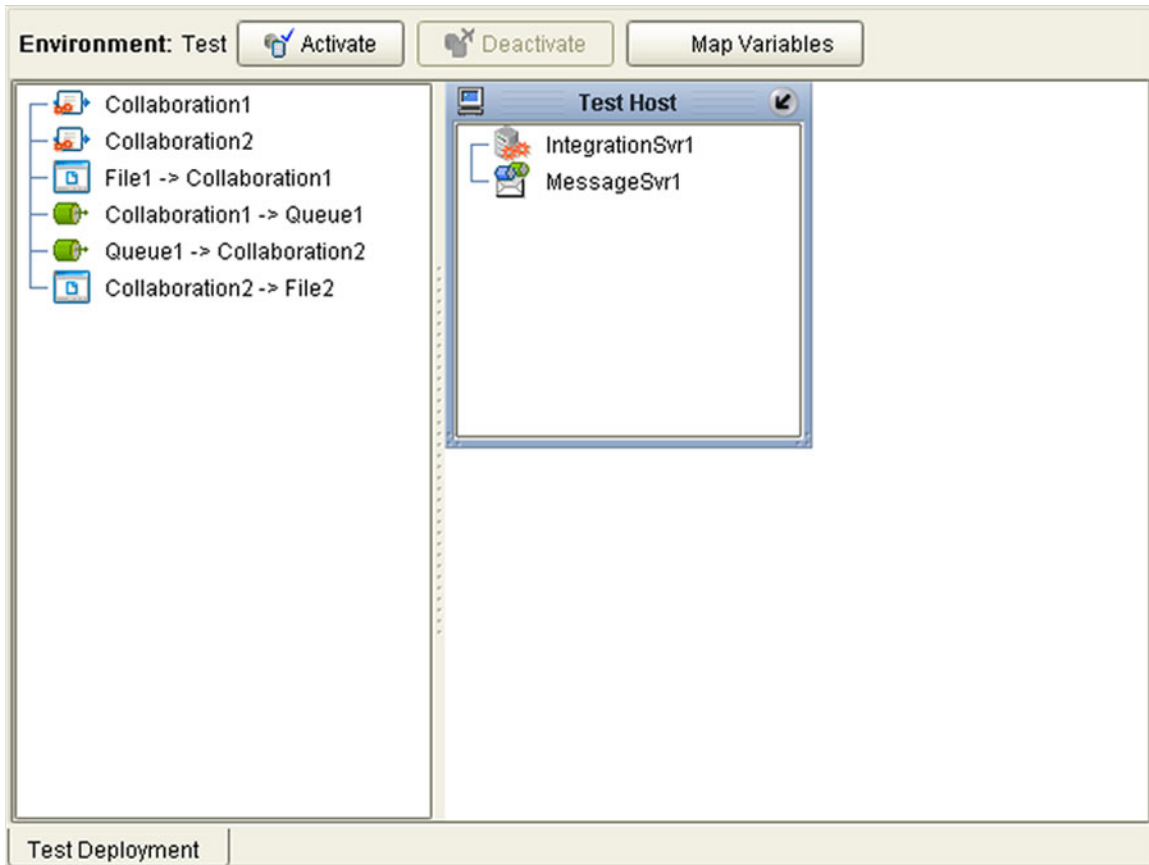 Environment: Test
Activate
Deactivate
Map Variables
Collaboration1
Collaboration2
File1 -> Collaboration1
Collaboration1 -> Queue1
Queue1 -> Collaboration2
Collaboration2 -> File2
Test Host
IntegrationSvr1
MessageSvr1
Test Deployment